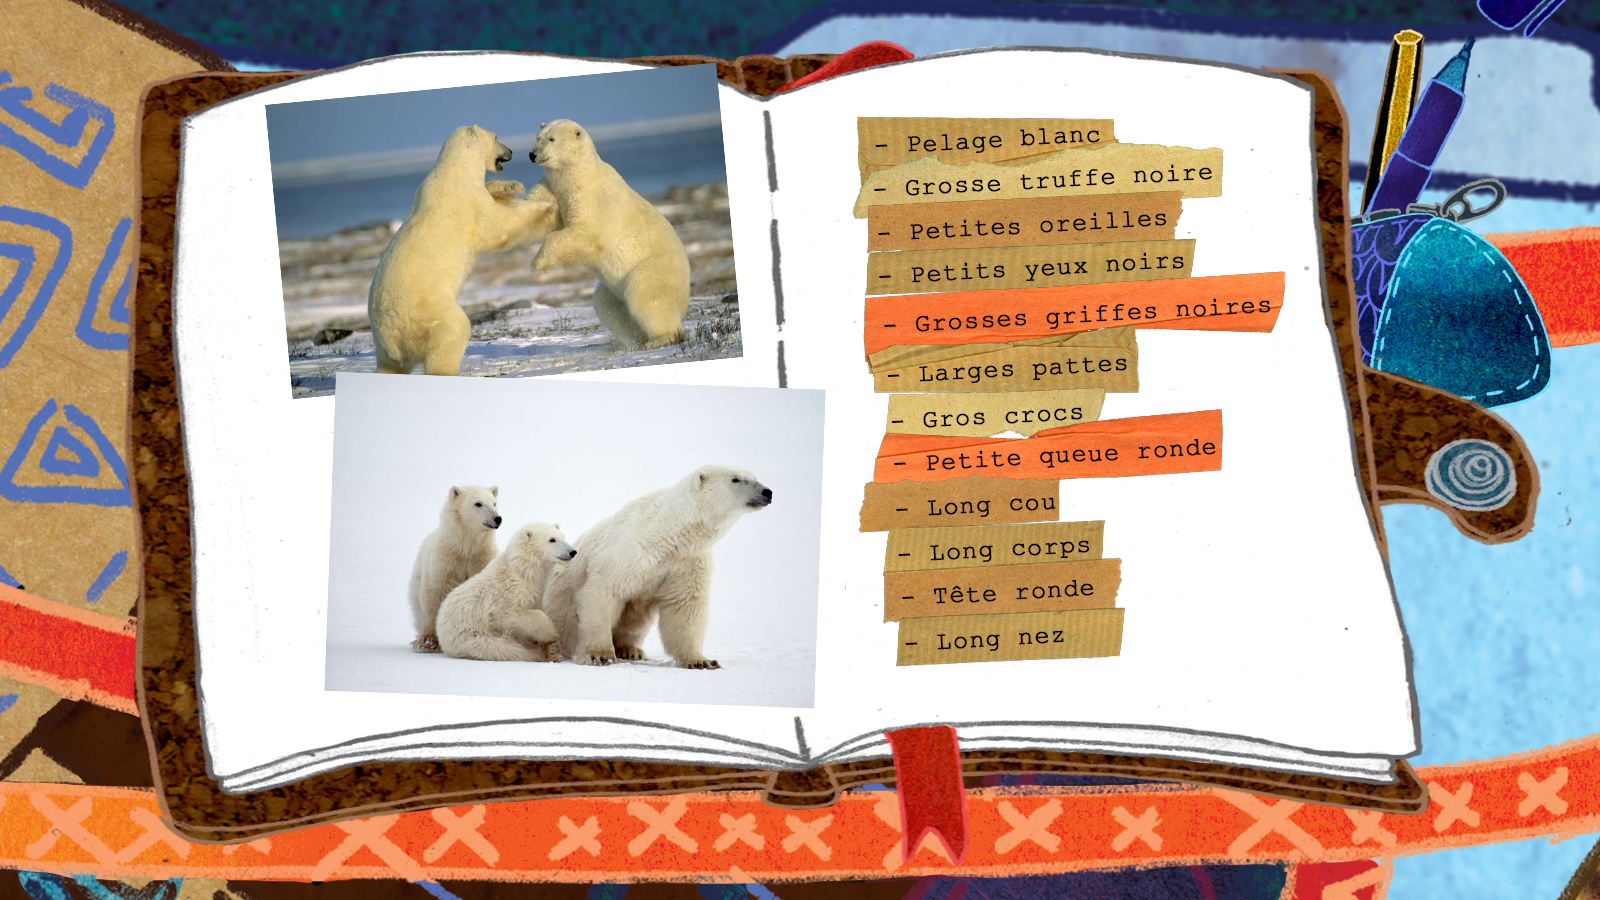 - Pelage blanc
- Grosse truffe noire
- Petites oreilles
- Petits yeux noirs
- Grosses griffes noires
- Larges pattes
- Gros crocs
- Petite queue ronde
- Long cou
- Long corps
- Tête ronde
- Long nez